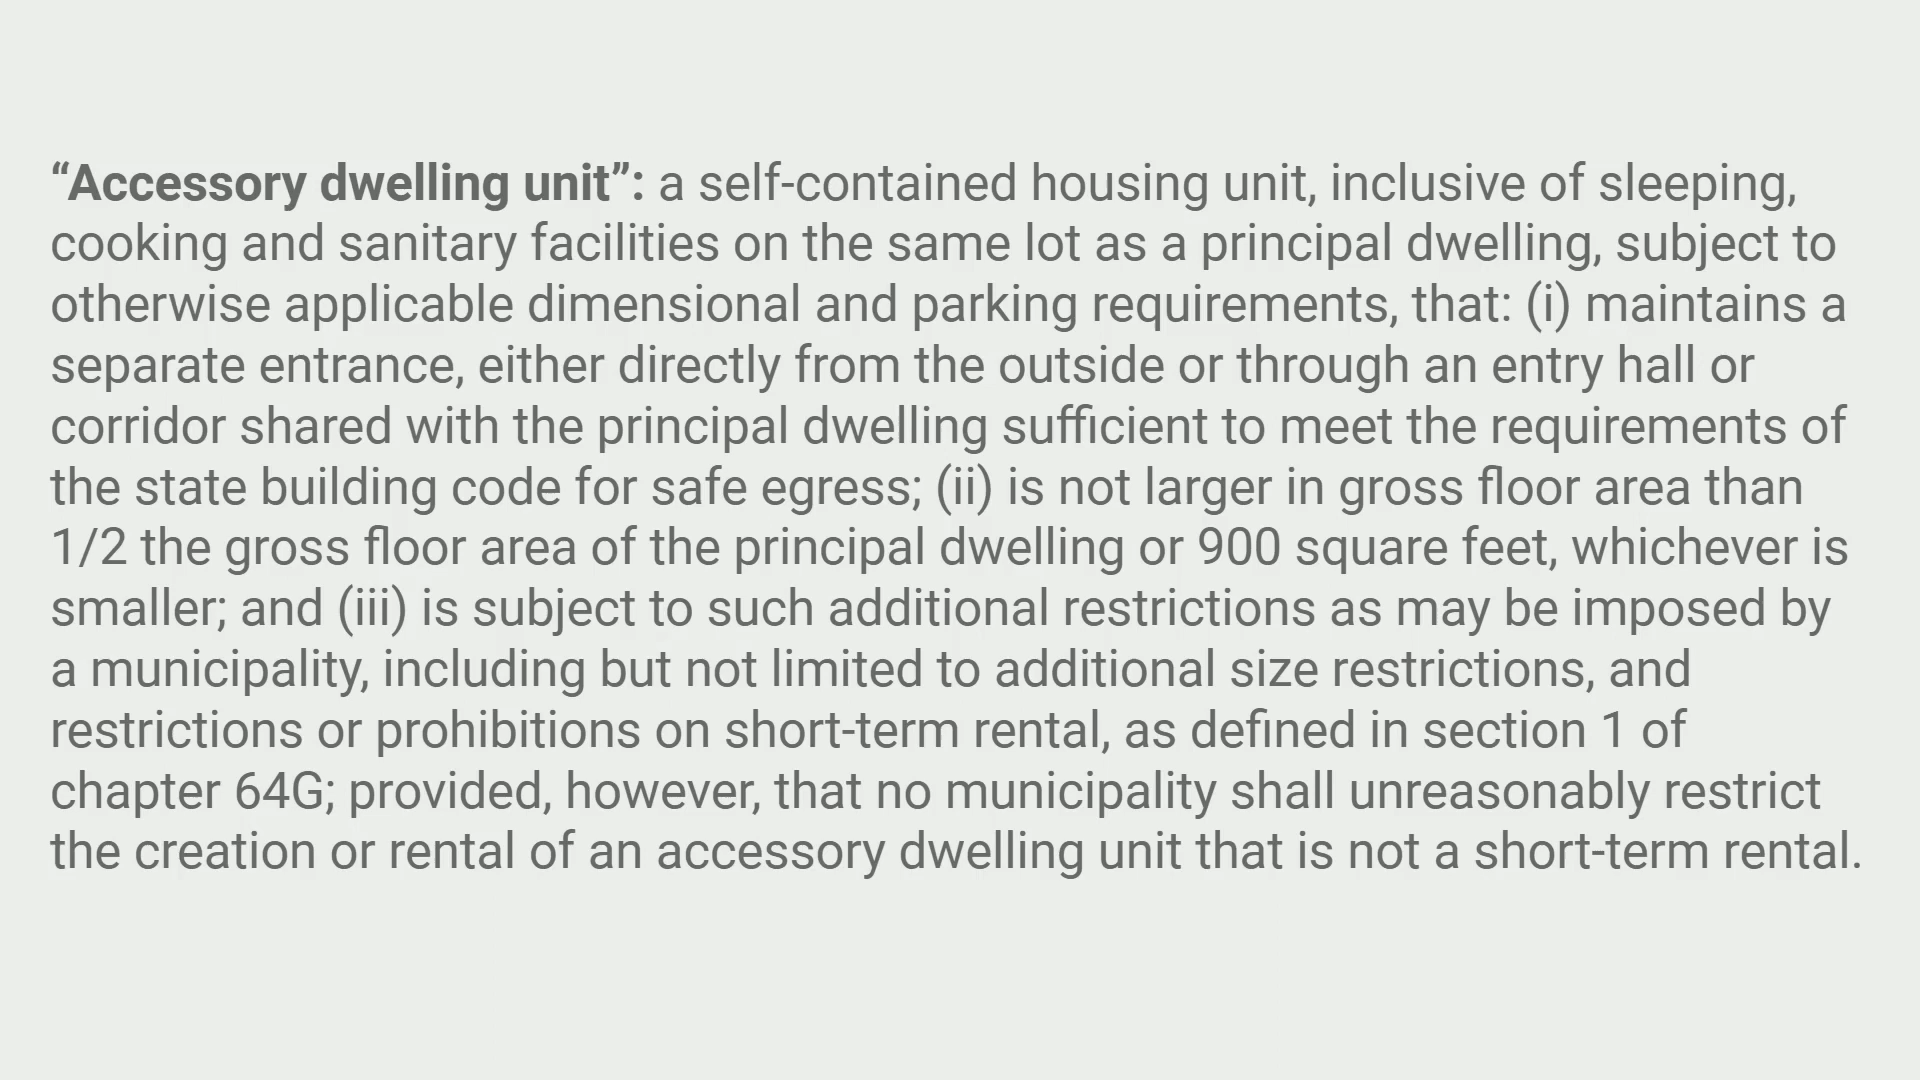 “Accessory dwelling unit”: a self-contained housing unit, inclusive of sleeping,
cooking and sanitary facilities on the same lot as a principal dwelling, subject to
otherwise applicable dimensional and parking requirements, that: (i) maintains a
separate entrance, either directly from the outside or through an entry hall or
corridor shared with the principal dwelling sufficient to meet the requirements of
the state building code for safe egress; (ii) is not larger in gross floor area than
1/2 the gross floor area of the principal dwelling or 900 square feet, whichever is
smaller; and (iii) is subject to such additional restrictions as may be imposed by
a municipality, including but not limited to additional size restrictions, and
restrictions or prohibitions on short-term rental, as defined in section 1 of
chapter 64G; provided, however, that no municipality shall unreasonably restrict
the creation or rental of an accessory dwelling unit that is not a short-term rental.